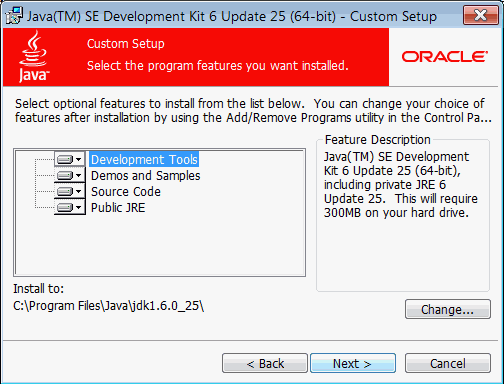 Java(TM) SE Development Kit 6 Update 25 (64-bit) - Custom Setup
Custom Setup
Select the program features you want installed.
Java
ORACLE
Select optional features to install from the list below. You can change your choice of
features after installation by using the Add/Remove Programs utility in the Control Pa...
Development Tools
Demos and Samples
Source Code
Public JRE
Feature Description
Java(TM) SE Development
Kit 6 Update 25 (64-bit),
including private JRE 6
Update 25. This will require
300MB on your hard drive.
Install to:
C:\Program Files\Java\jdk1.6.0_25\
Change...
< Back
Next >
Cancel